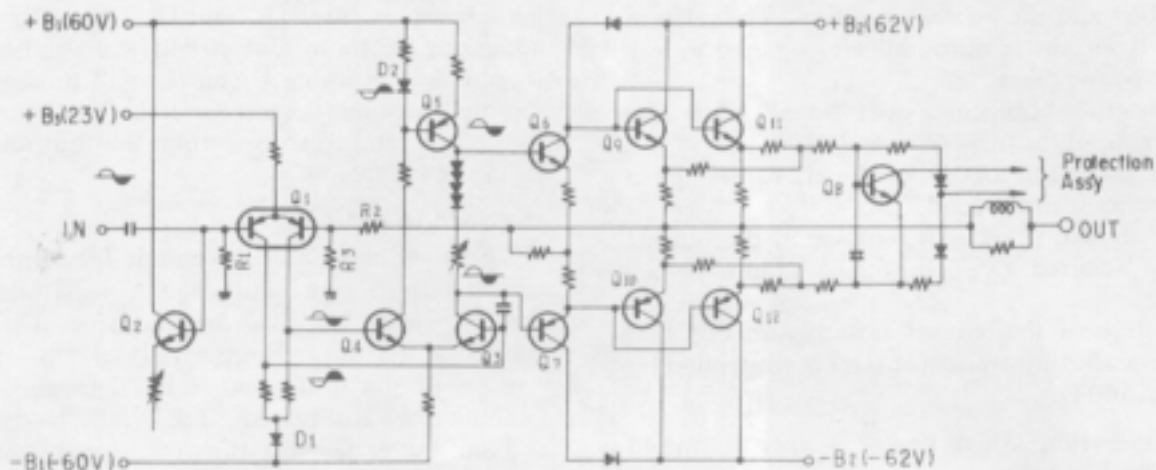 +B1(60V)
+B2(62V)
D2
Q5
+B3(23V)
Q6
Q9
Q11
Q8
Protection
Assy
Q1
IN
R2
OUT
R1
R3
Q10
Q2
Q4
Q3
Q7
Q12
D1
-B1(-60V)
-B2(-62V)